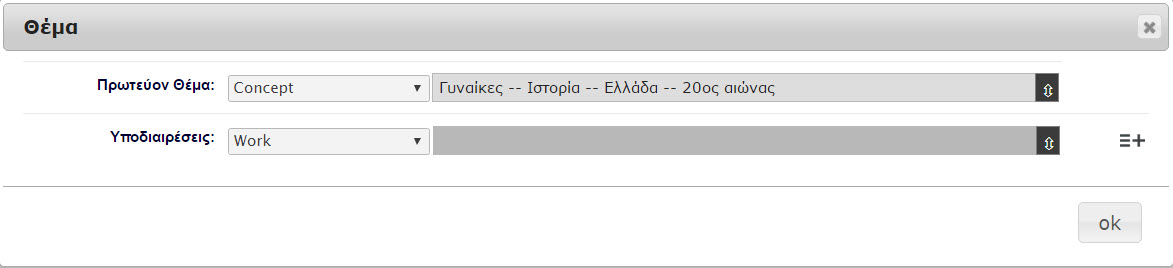 Θέμα
Πρωτεύον Θέμα: Concept Γυναίκες -- Ιστορία -- Ελλάδα -- 20ος αιώνας
Υποδιαιρέσεις: Work
ok